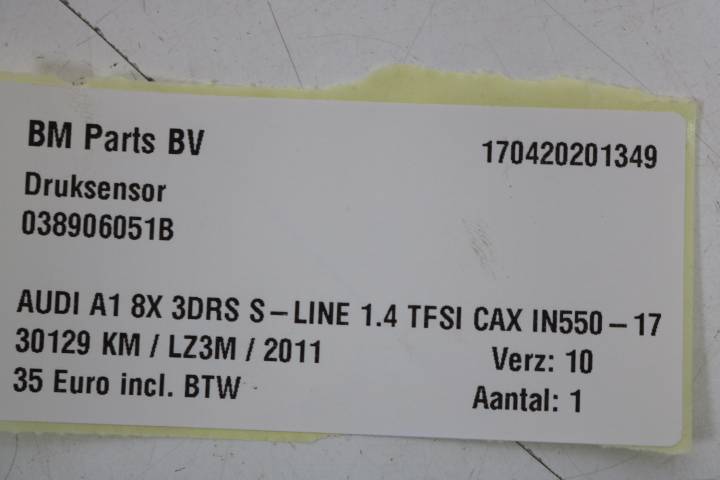 BM Parts BV 170420201349
Druksensor
038906051B
AUDI A1 8X 3DRS S-LINE 1.4 TFSI CAX IN550-17
30129 KM / LZ3M / 2011 Verz: 10
35 Euro incl. BTW Aantal: 1